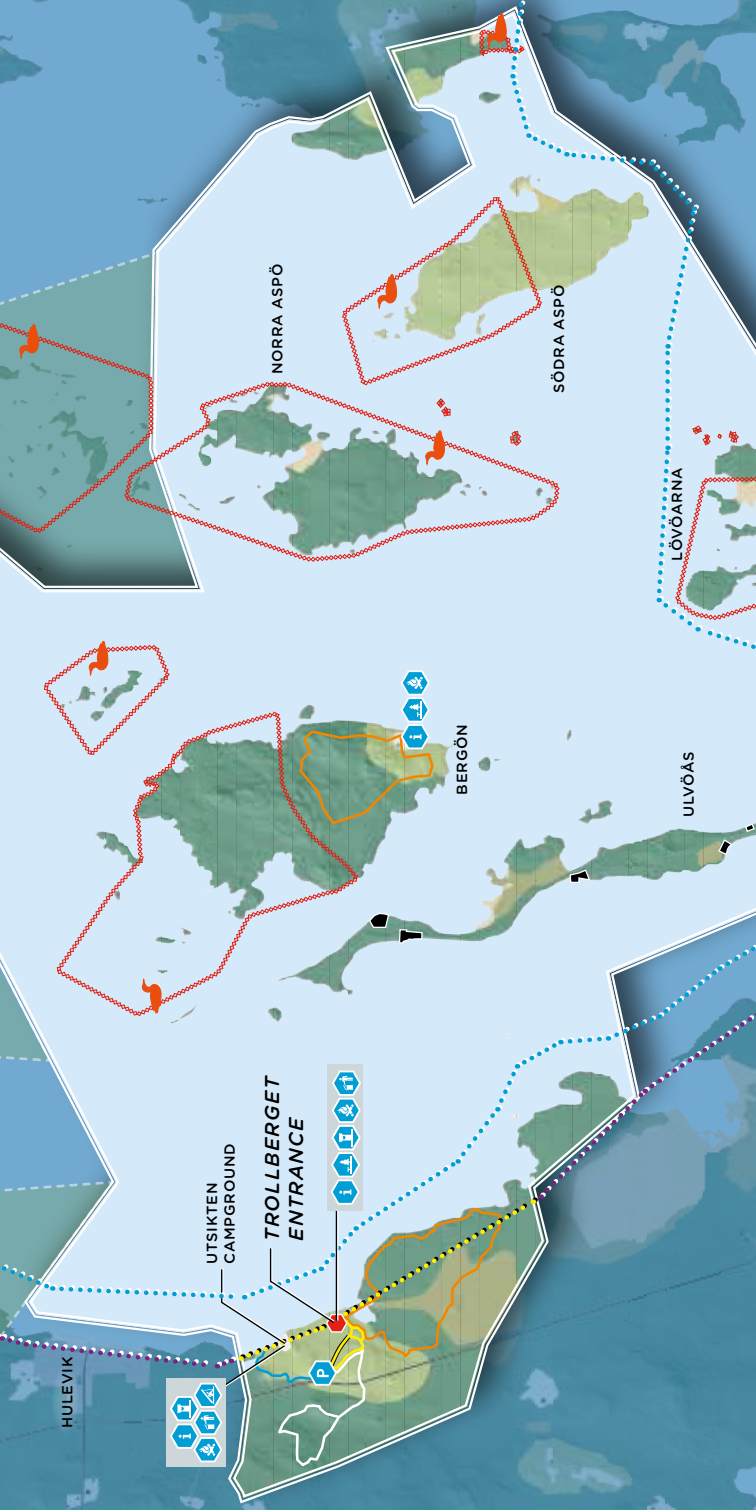 NORRA ASPÖ
SÖDRA ASPÖ
LÖVÖARNA
BERGÖN
ULVÖÅS
UTSIKTEN
CAMPGROUND
TROLLBERGET
ENTRANCE
HULEVIK
P
i
i
i